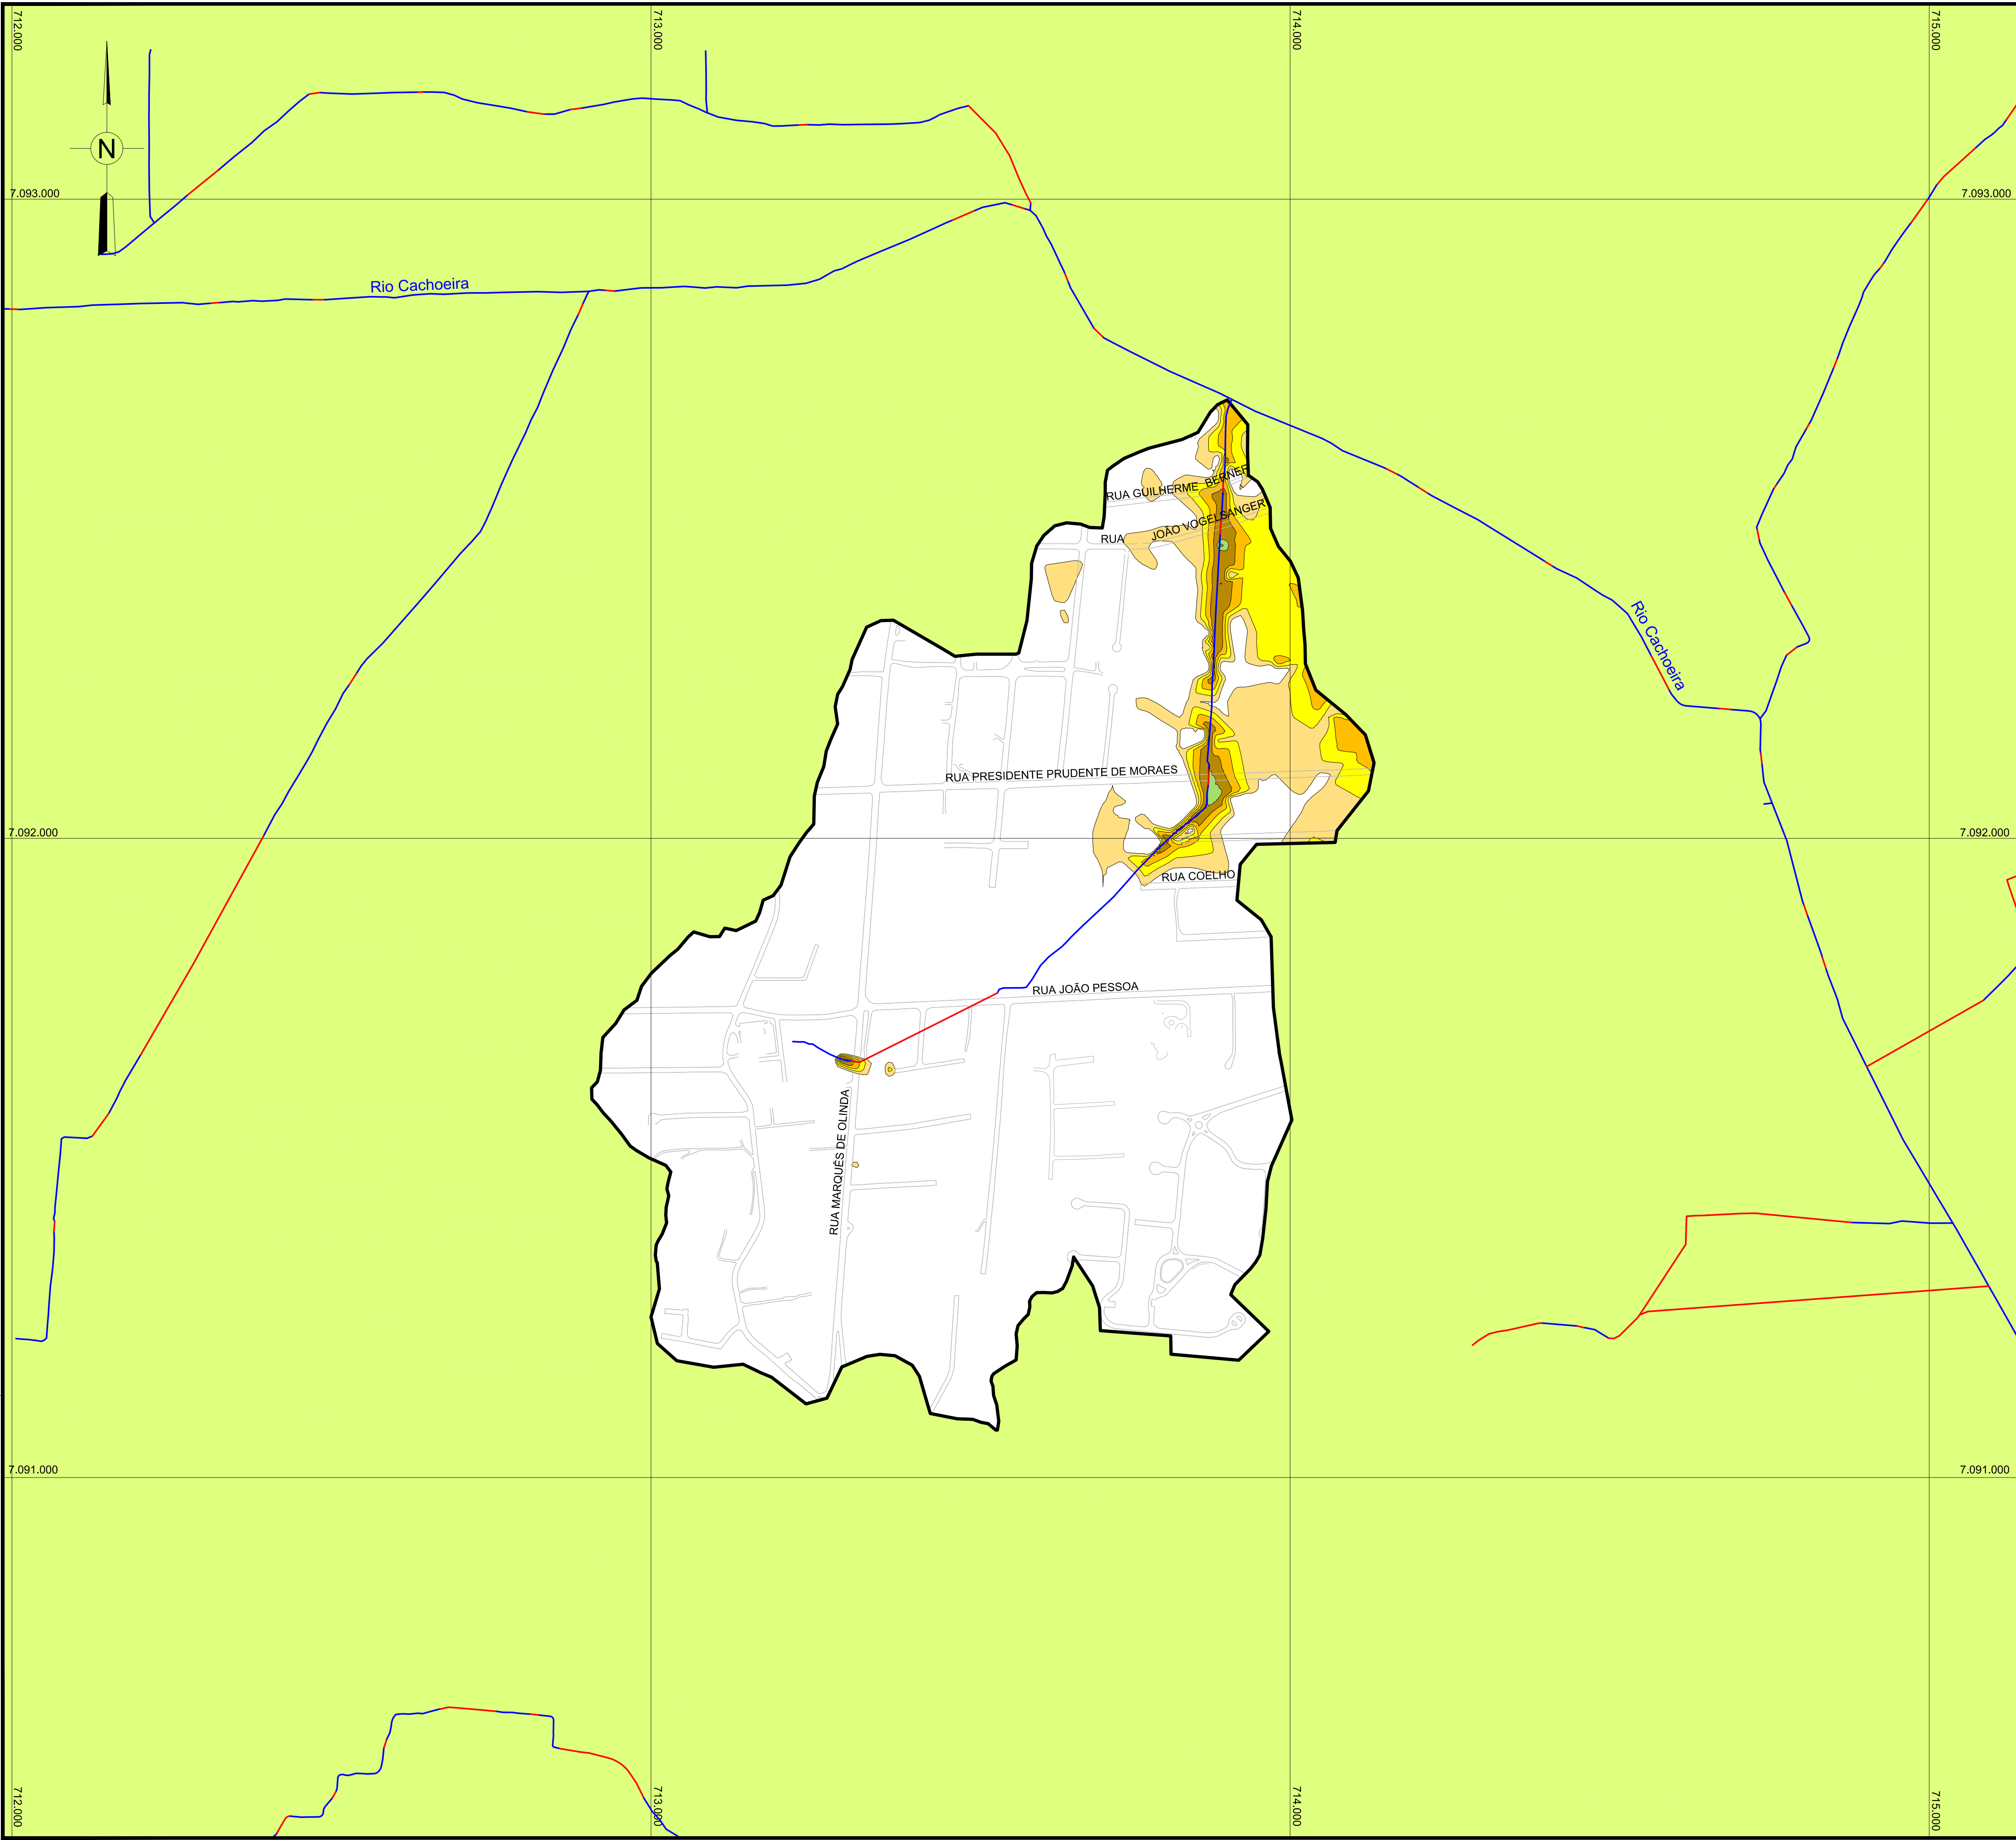 712.000
713.000
714.000
715.000
N
7.093.000
7.093.000
Rio Cachoeira
RUA GUILHERME BERNER
RUA JOÃO VOGELSANGER
Rio Cachoeira
RUA PRESIDENTE PRUDENTE DE MORAES
7.092.000
7.092.000
RUA COELHO
RUA JOÃO PESSOA
RUA MARQUÊS DE OLINDA
7.091.000
7.091.000
712.000
713.000
714.000
715.000